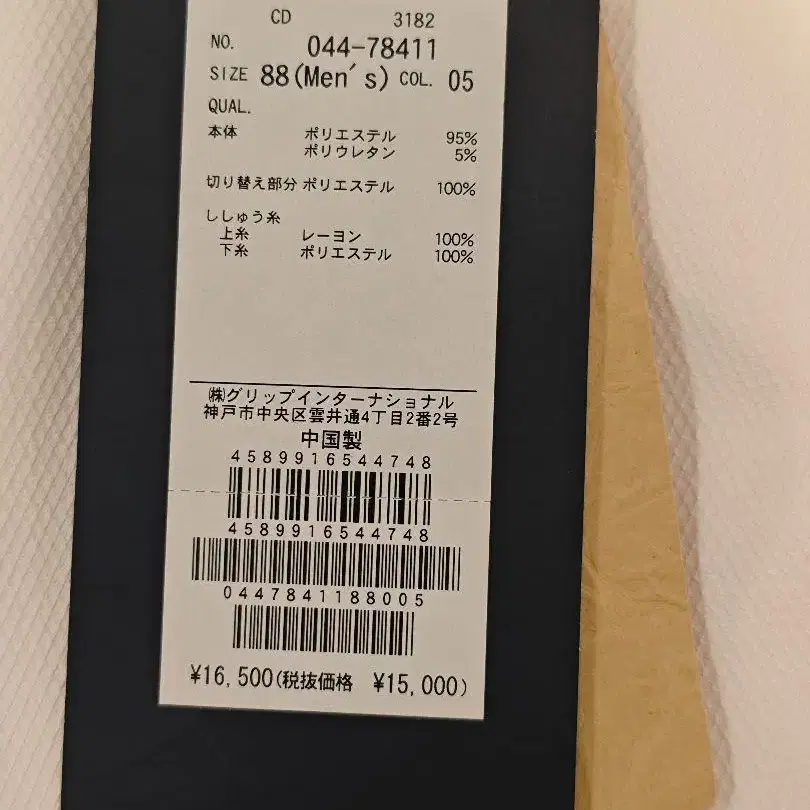 CD 3182
NO. 044-78411
SIZE 88(Men's) COL. 05
QUAL.
本体 ポリエステル 95%
ポリウレタン 5%
切り替え部分 ポリエステル 100%
ししゅう糸
上糸 レーヨン 100%
下糸 ポリエステル 100%
㈱グリップインターナショナル
神戸市中央区雲井通4丁目2番2号
中国製
4589916544748
4589916544748
0447841188005
¥16,500(税抜価格 ¥15,000)